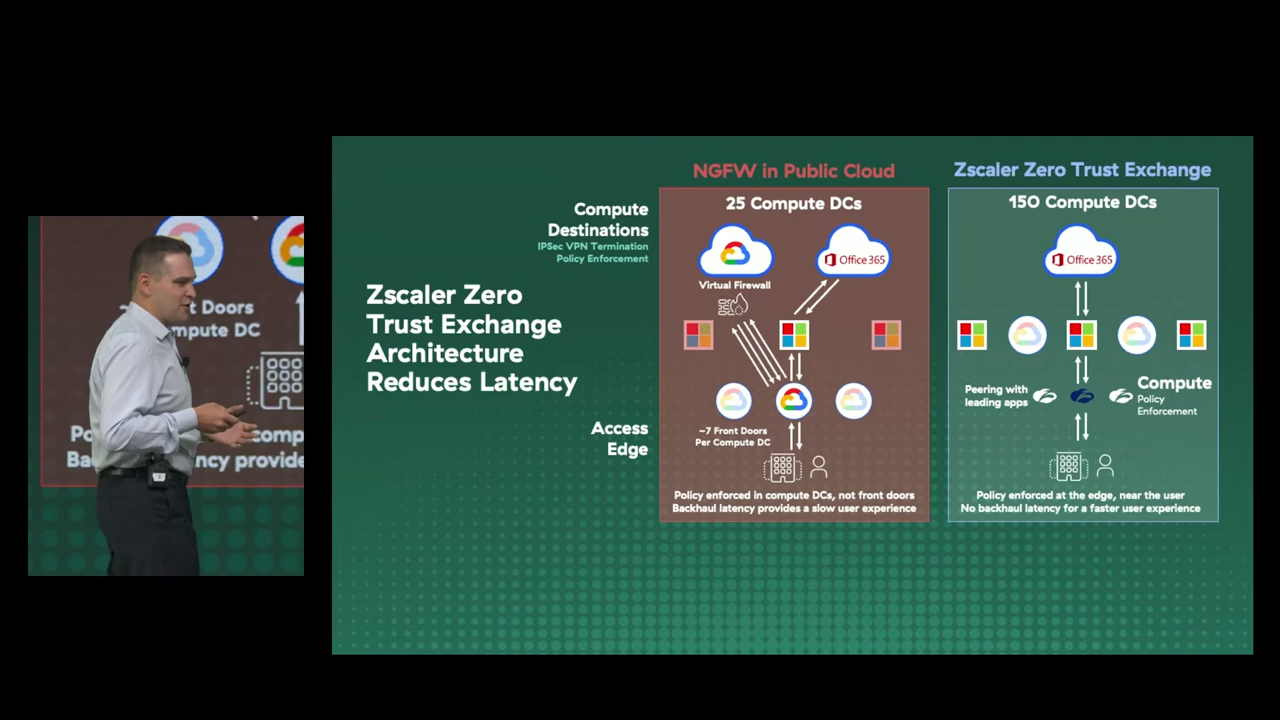 NGFW in Public Cloud
Zscaler Zero Trust Exchange
Compute
Destinations
IPSec VPN Termination
Policy Enforcement
25 Compute DCs
Office 365
Virtual Firewall
~7 Front Doors
Per Compute DC
Policy enforced in compute DCs, not front doors
Backhaul latency provides a slow user experience
150 Compute DCs
Office 365
Peering with
leading apps
Compute
Policy
Enforcement
Policy enforced at the edge, near the user
No backhaul latency for a faster user experience
Zscaler Zero
Trust Exchange
Architecture
Reduces Latency
Access
Edge
t Doors
mpute DC
Po
comp
Ba
ncy provide